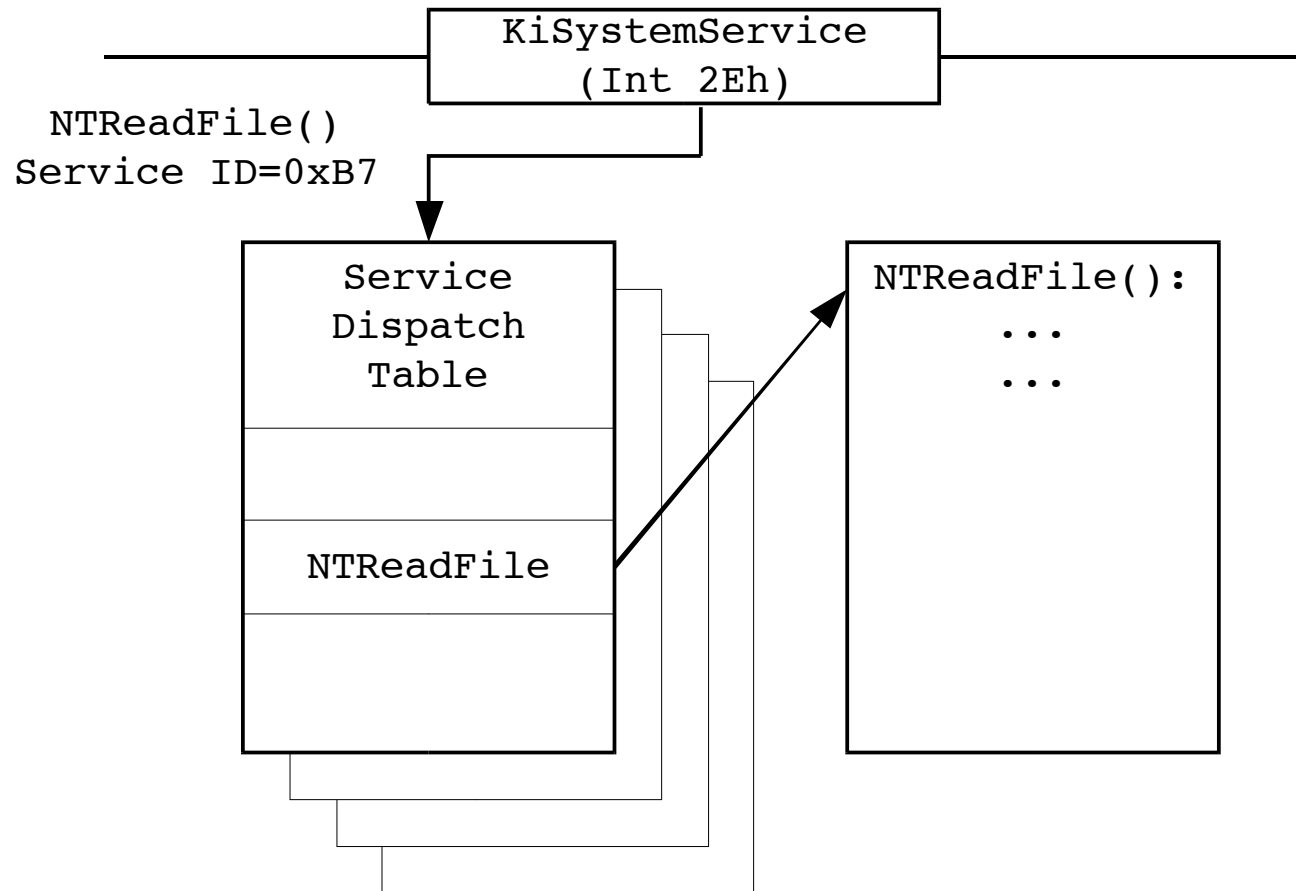 KiSystemService
(Int 2Eh)
NTReadFile()
Service ID=0xB7
Service
Dispatch
Table
NTReadFile
NTReadFile():
...
...